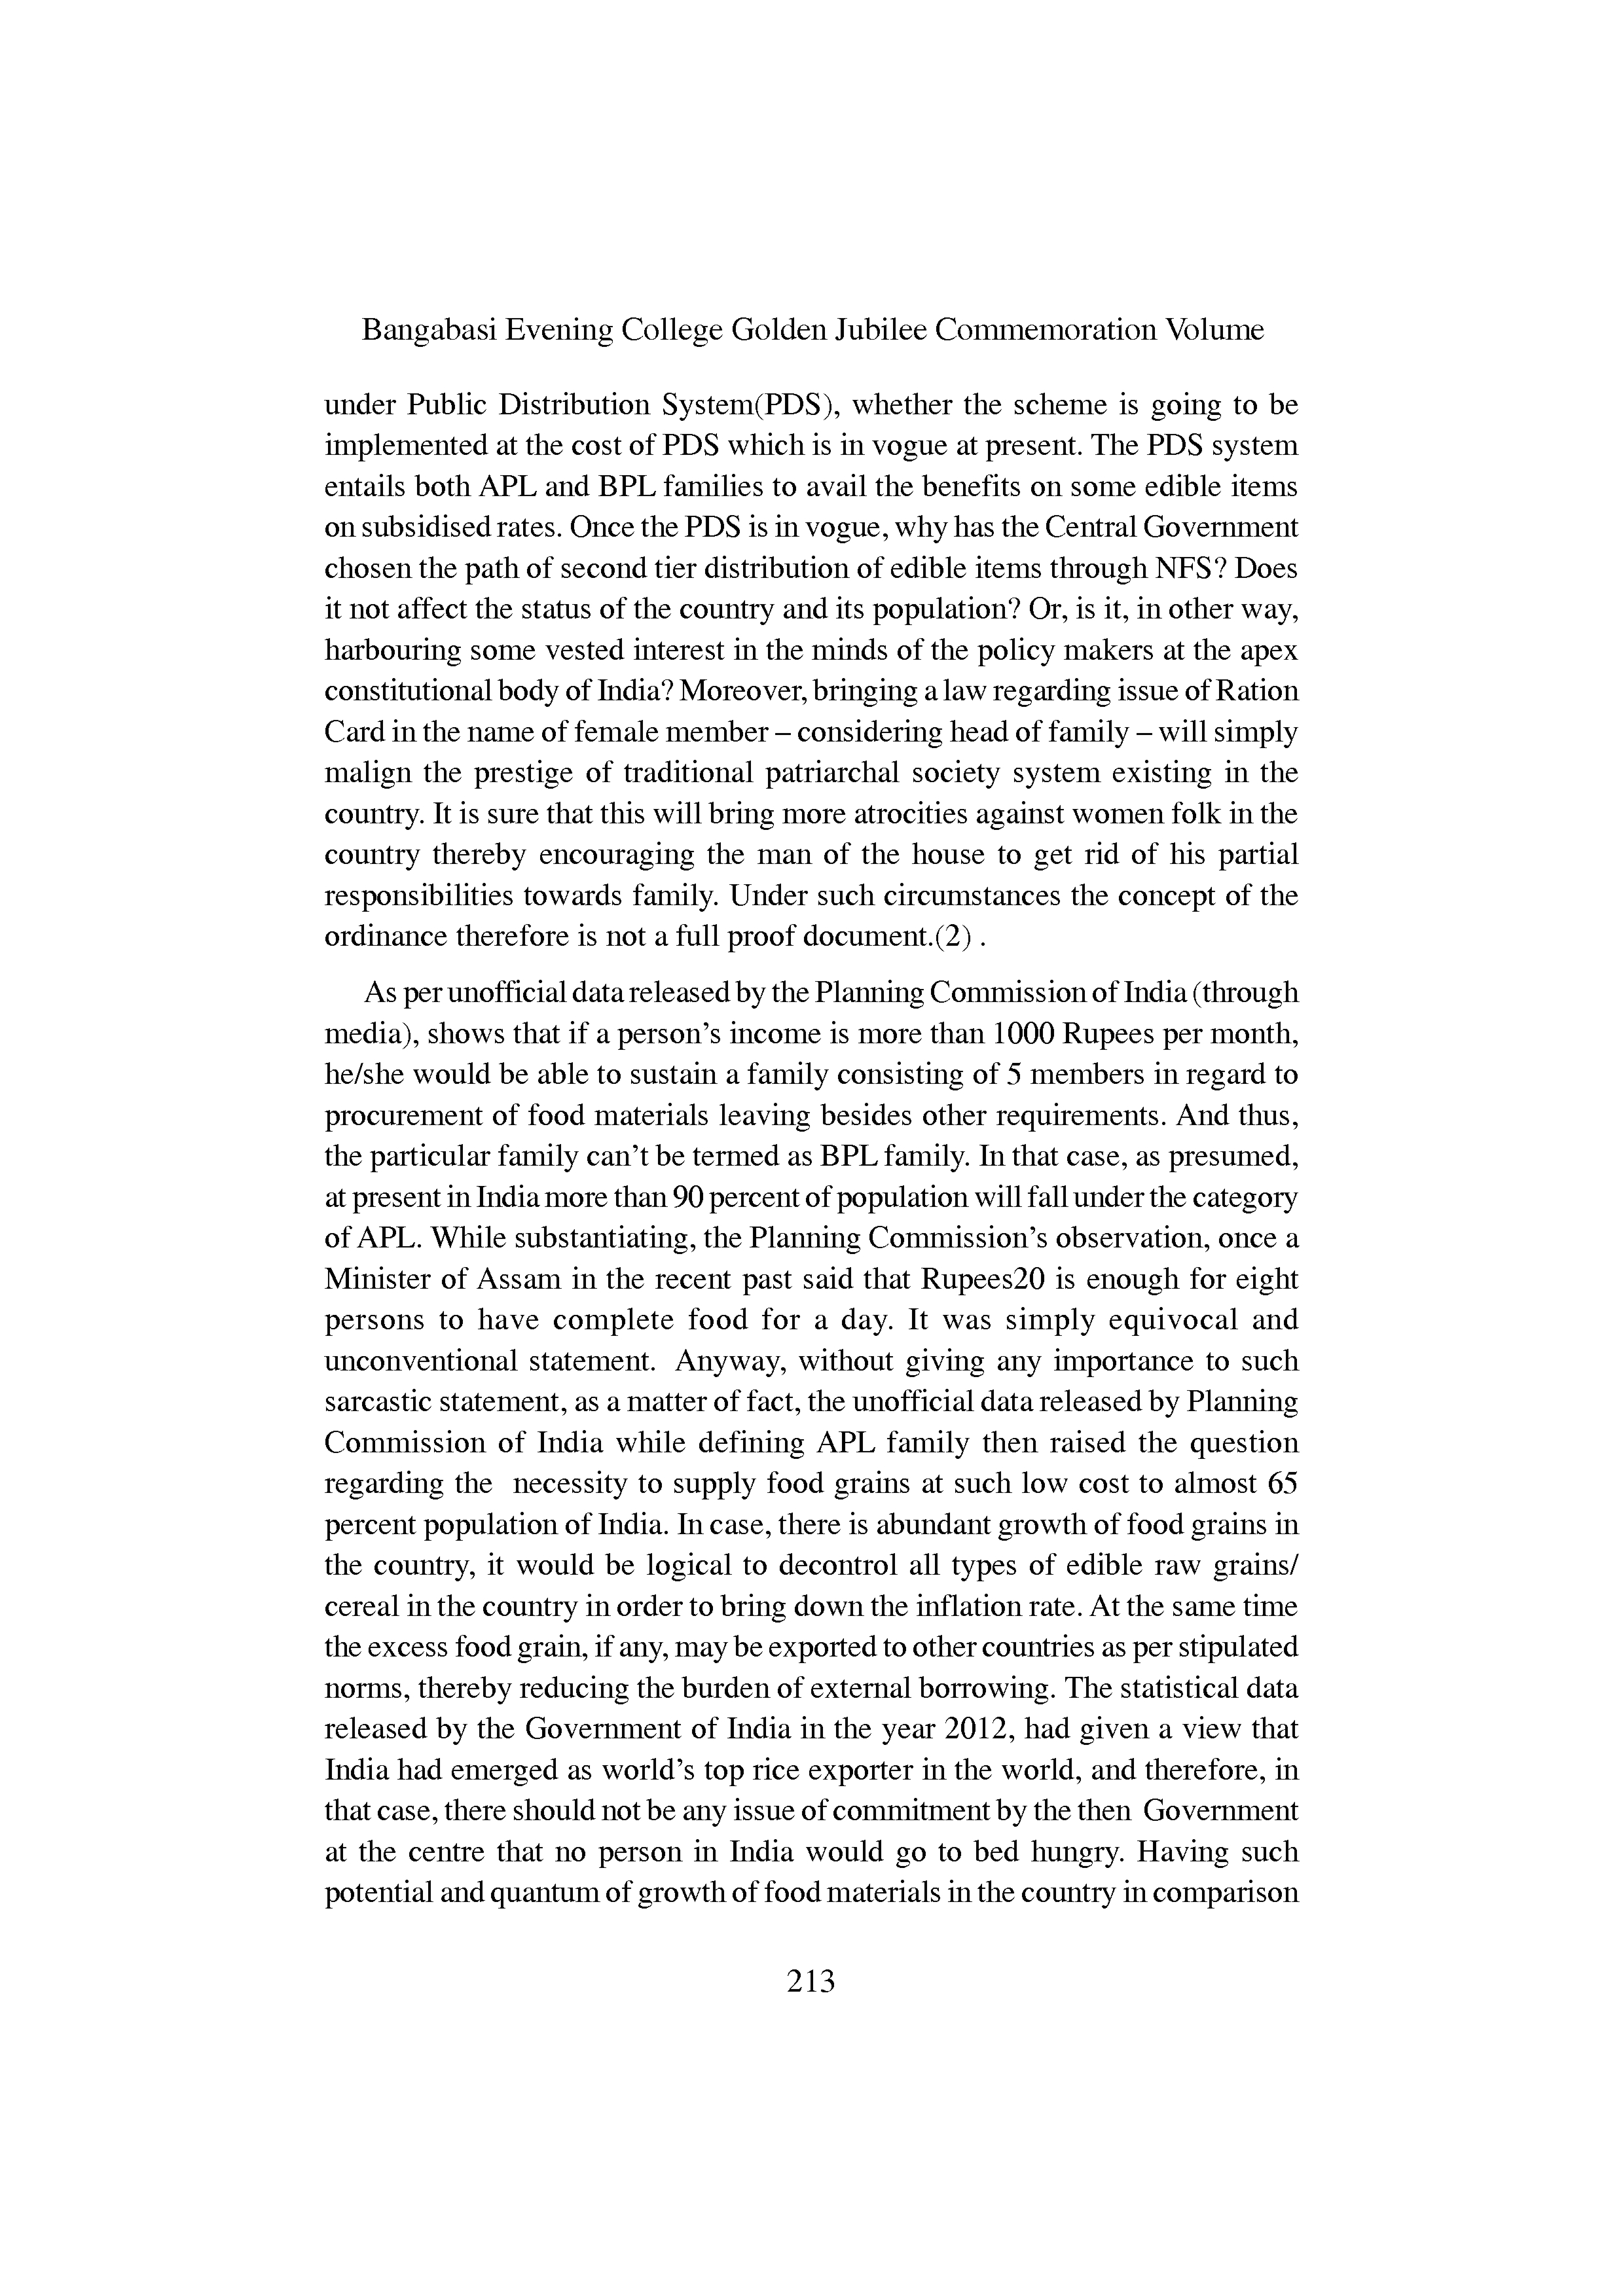 Bangabasi Evening College Golden Jubilee Commemoration Volume
under Public Distribution System(PDS), whether the scheme is going to be
implemented at the cost of PDS which is in vogue at present. The PDS system
entails both APL and BPL families to avail the benefits on some edible items
on subsidised rates. Once the PDS is in vogue, why has the Central Government
chosen the path of second tier distribution of edible items through NFS? Does
it not affect the status of the country and its population? Or, is it, in other way,
harbouring some vested interest in the minds of the policy makers at the apex
constitutional body of India? Moreover, bringing a law regarding issue of Ration
Card in the name of female member – considering head of family – will simply
malign the prestige of traditional patriarchal society system existing in the
country. It is sure that this will bring more atrocities against women folk in the
country thereby encouraging the man of the house to get rid of his partial
responsibilities towards family. Under such circumstances the concept of the
ordinance therefore is not a full proof document.(2) .
As per unofficial data released by the Planning Commission of India (through
media), shows that if a person’s income is more than 1000 Rupees per month,
he/she would be able to sustain a family consisting of 5 members in regard to
procurement of food materials leaving besides other requirements. And thus,
the particular family can’t be termed as BPL family. In that case, as presumed,
at present in India more than 90 percent of population will fall under the category
of APL. While substantiating, the Planning Commission’s observation, once a
Minister of Assam in the recent past said that Rupees20 is enough for eight
persons to have complete food for a day. It was simply equivocal and
unconventional statement. Anyway, without giving any importance to such
sarcastic statement, as a matter of fact, the unofficial data released by Planning
Commission of India while defining APL family then raised the question
regarding the necessity to supply food grains at such low cost to almost 65
percent population of India. In case, there is abundant growth of food grains in
the country, it would be logical to decontrol all types of edible raw grains/
cereal in the country in order to bring down the inflation rate. At the same time
the excess food grain, if any, may be exported to other countries as per stipulated
norms, thereby reducing the burden of external borrowing. The statistical data
released by the Government of India in the year 2012, had given a view that
India had emerged as world’s top rice exporter in the world, and therefore, in
that case, there should not be any issue of commitment by the then Government
at the centre that no person in India would go to bed hungry. Having such
potential and quantum of growth of food materials in the country in comparison
213